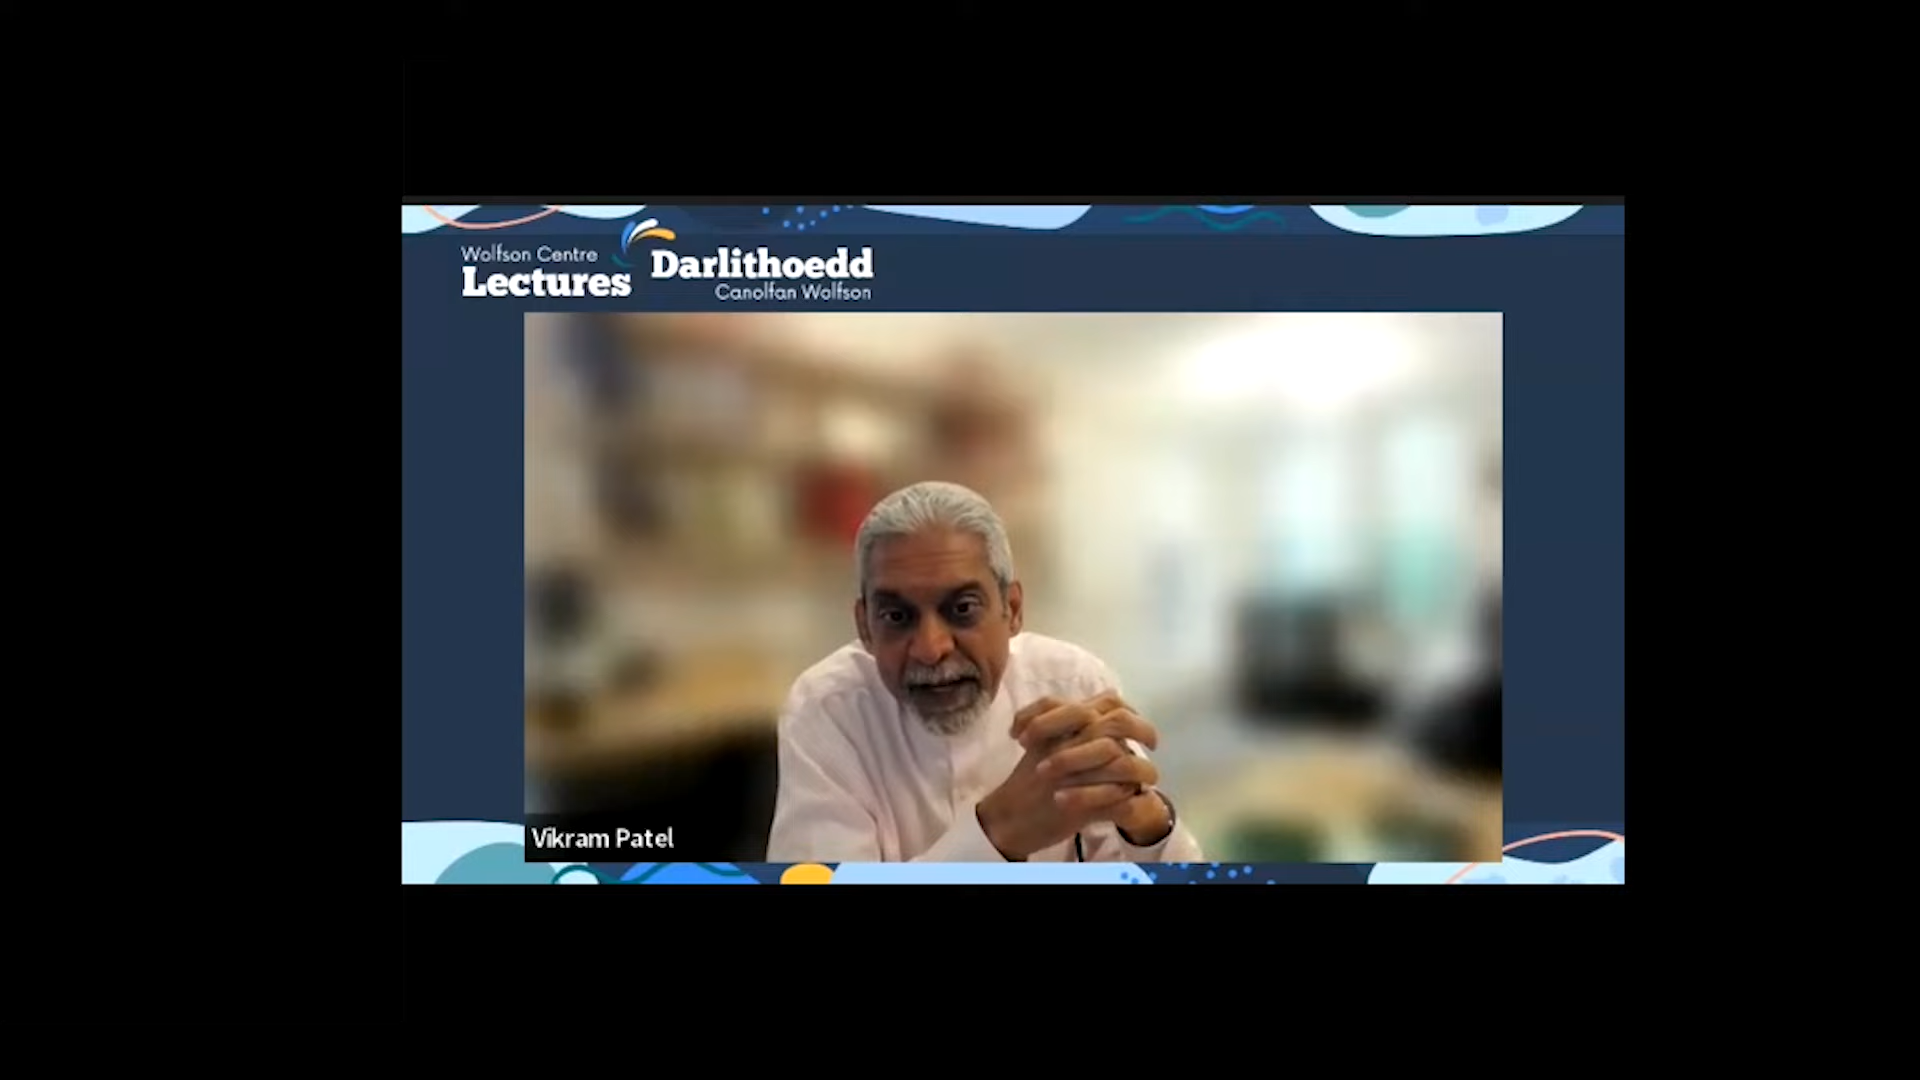 Wolfson Centre
Lectures
Darlithoedd
Canolfan Wolfson
Vikram Patel